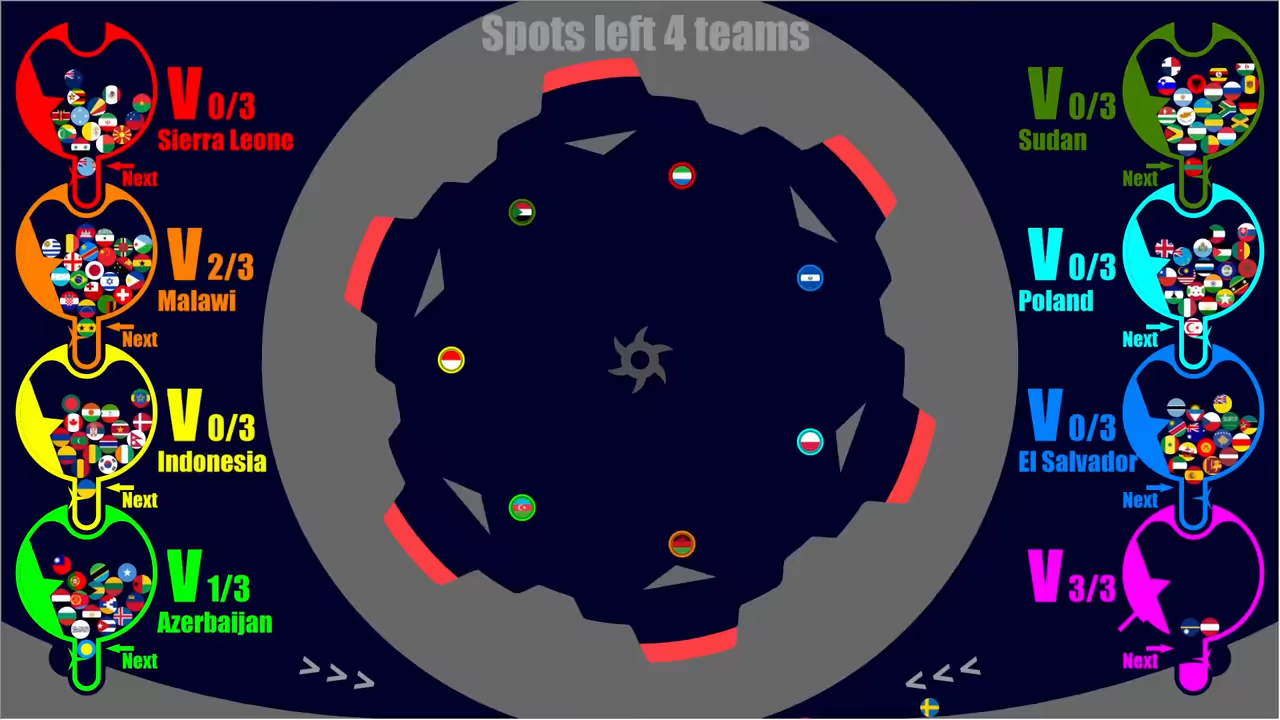 Spots left 4 teams
V 0/3
Sierra Leone
Next
V 2/3
Malawi
Next
V 0/3
Indonesia
Next
V 1/3
Azerbaijan
Next
V 0/3
Sudan
Next
V 0/3
Poland
Next
V 0/3
El Salvador
Next
V 3/3
Next